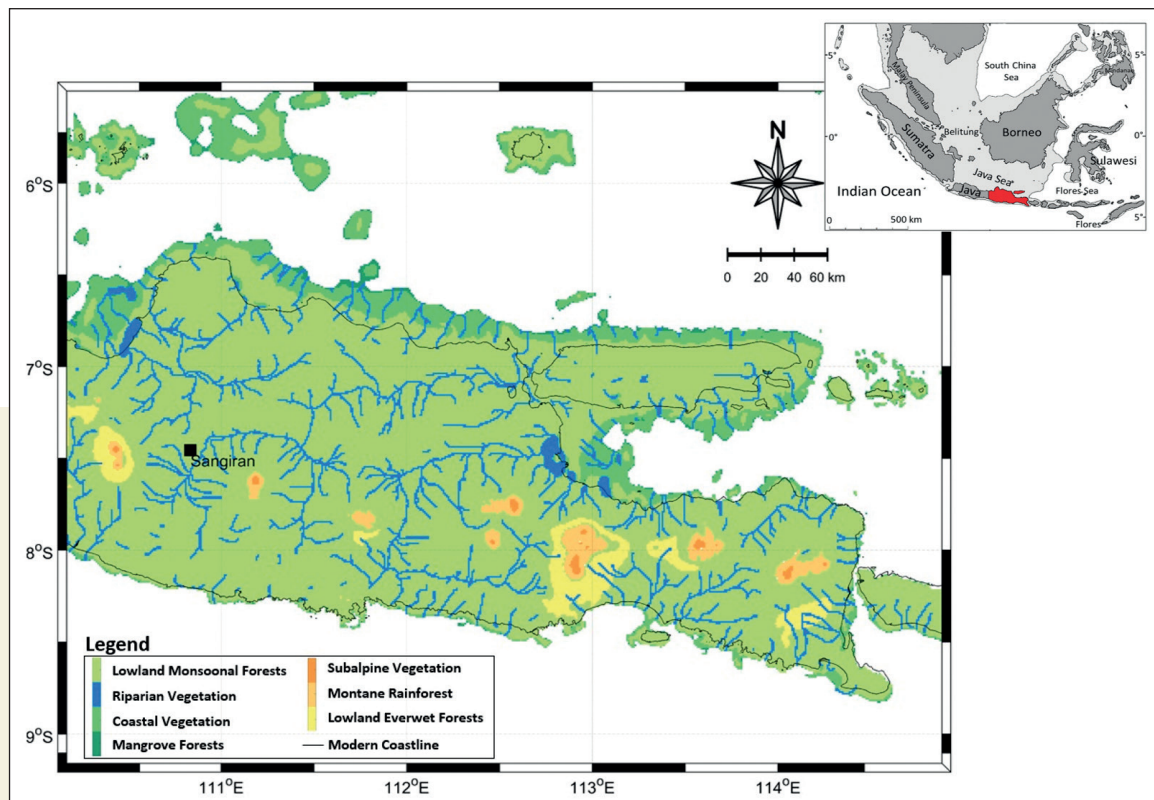 5°
0°
5°
South China
Sea
Mindanao
Malay Peninsula
Belitung
Borneo
0°
Sumatra
Sulawesi
Java Sea
Indian Ocean
Java
Flores Sea
0
500 km
Flores
5°
N
0 20 40 60 km
6°S
7°S
8°S
9°S
Sangiran
Legend
Lowland Monsoonal Forests
Riparian Vegetation
Coastal Vegetation
Mangrove Forests
Subalpine Vegetation
Montane Rainforest
Lowland Everwet Forests
Modern Coastline
111°E
112°E
113°E
114°E